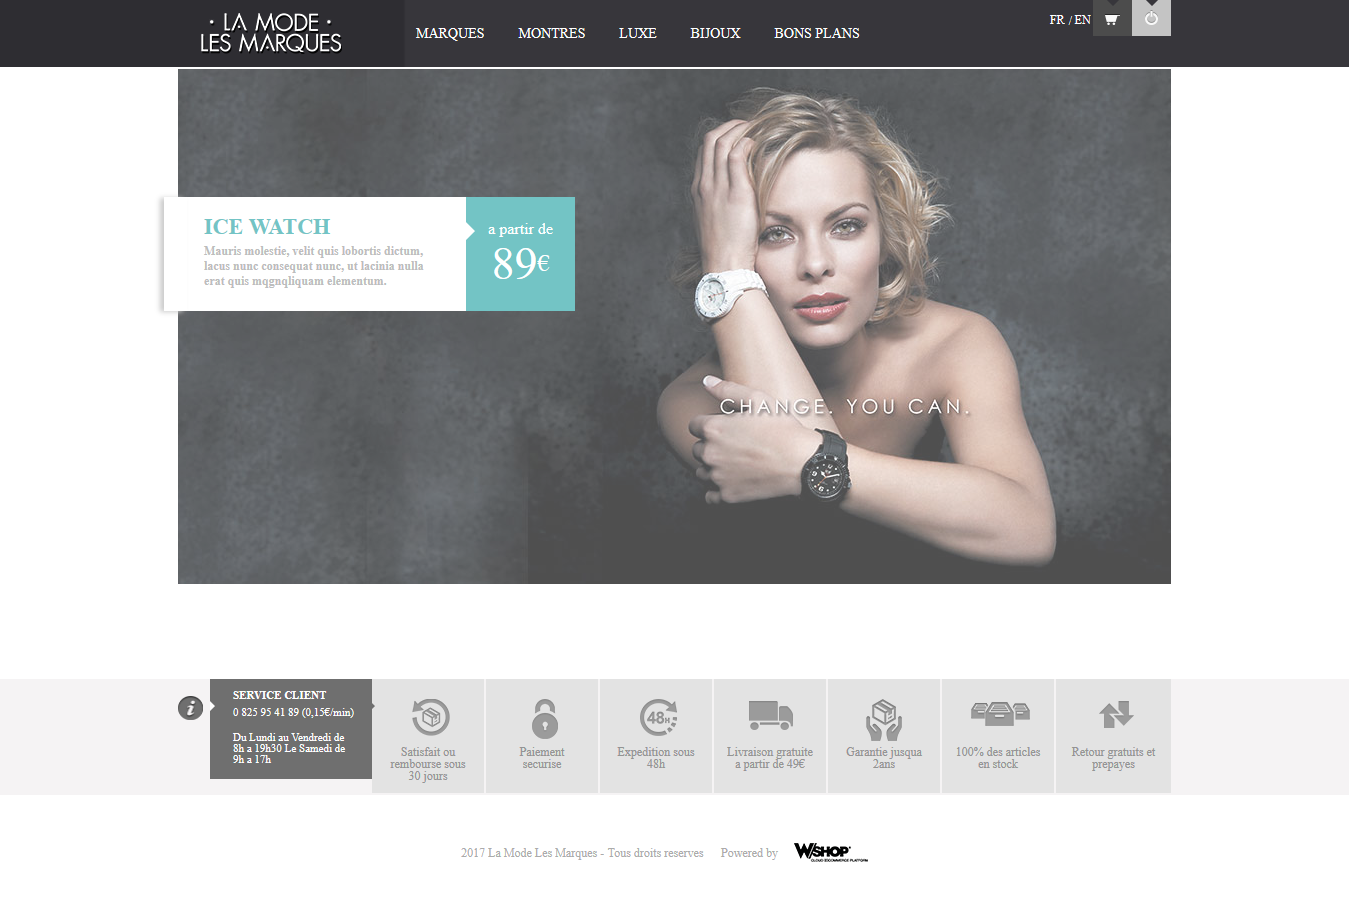 · LA MODE ·
LES MARQUES
MARQUES MONTRES LUXE BIJOUX BONS PLANS
FR / EN
ICE WATCH
Mauris molestie, velit quis lobortis dictum,
lacus nunc consequat nunc, ut lacinia nulla
erat quis mqgnqliquam elementum.
a partir de
89€
CHANGE. YOU CAN.
SERVICE CLIENT
0 825 95 41 89 (0,15€/min)
Du Lundi au Vendredi de
8h a 19h30 Le Samedi de
9h a 17h
Satisfait ou
rembourse sous
30 jours
Paiement
securise
48H
Expedition sous
48h
Livraison gratuite
a partir de 49€
Garantie jusqua
2ans
100% des articles
en stock
Retour gratuits et
prepayes
2017 La Mode Les Marques - Tous droits reserves Powered by
WSHOP
CLOUD ECOMMERCE PLATFORM